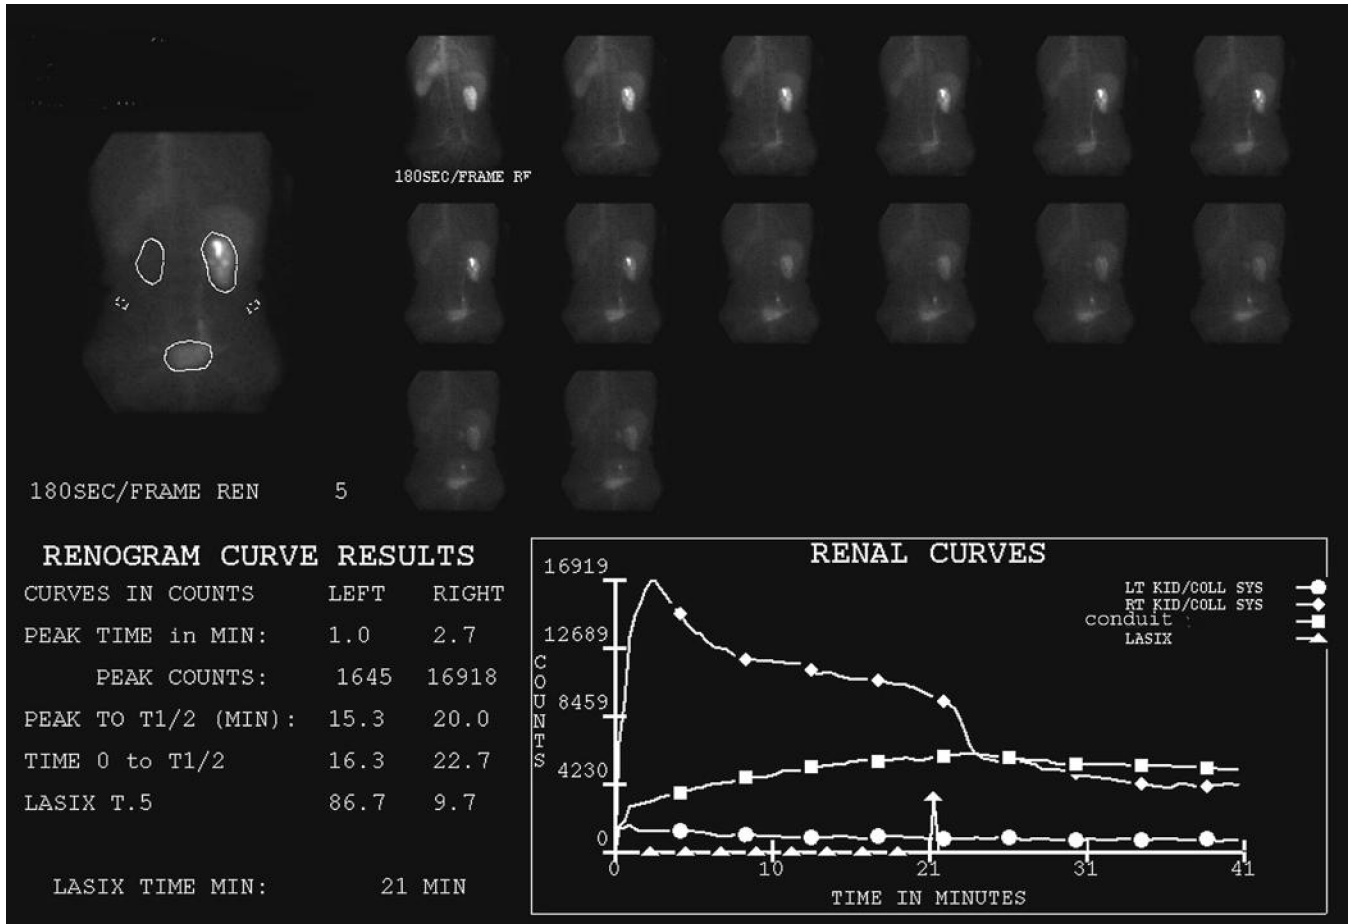 180SEC/FRAME RF
180SEC/FRAME REN 5
RENOGRAM CURVE RESULTS
CURVES IN COUNTS LEFT RIGHT
PEAK TIME in MIN: 1.0 2.7
PEAK COUNTS: 1645 16918
PEAK TO T1/2 (MIN): 15.3 20.0
TIME 0 to T1/2 16.3 22.7
LASIX T.5 86.7 9.7
LASIX TIME MIN: 21 MIN
RENAL CURVES
16919
12689
8459
4230
0
COUNTS
LT KID/COLL SYS
RT KID/COLL SYS
conduit
LASIX
0 10 21 31 41
TIME IN MINUTES